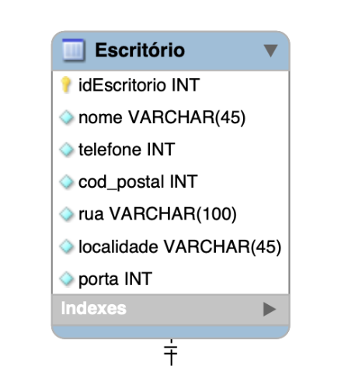 Escritório
idEscritorio INT
nome VARCHAR(45)
telefone INT
cod_postal INT
rua VARCHAR(100)
localidade VARCHAR(45)
porta INT
Indexes